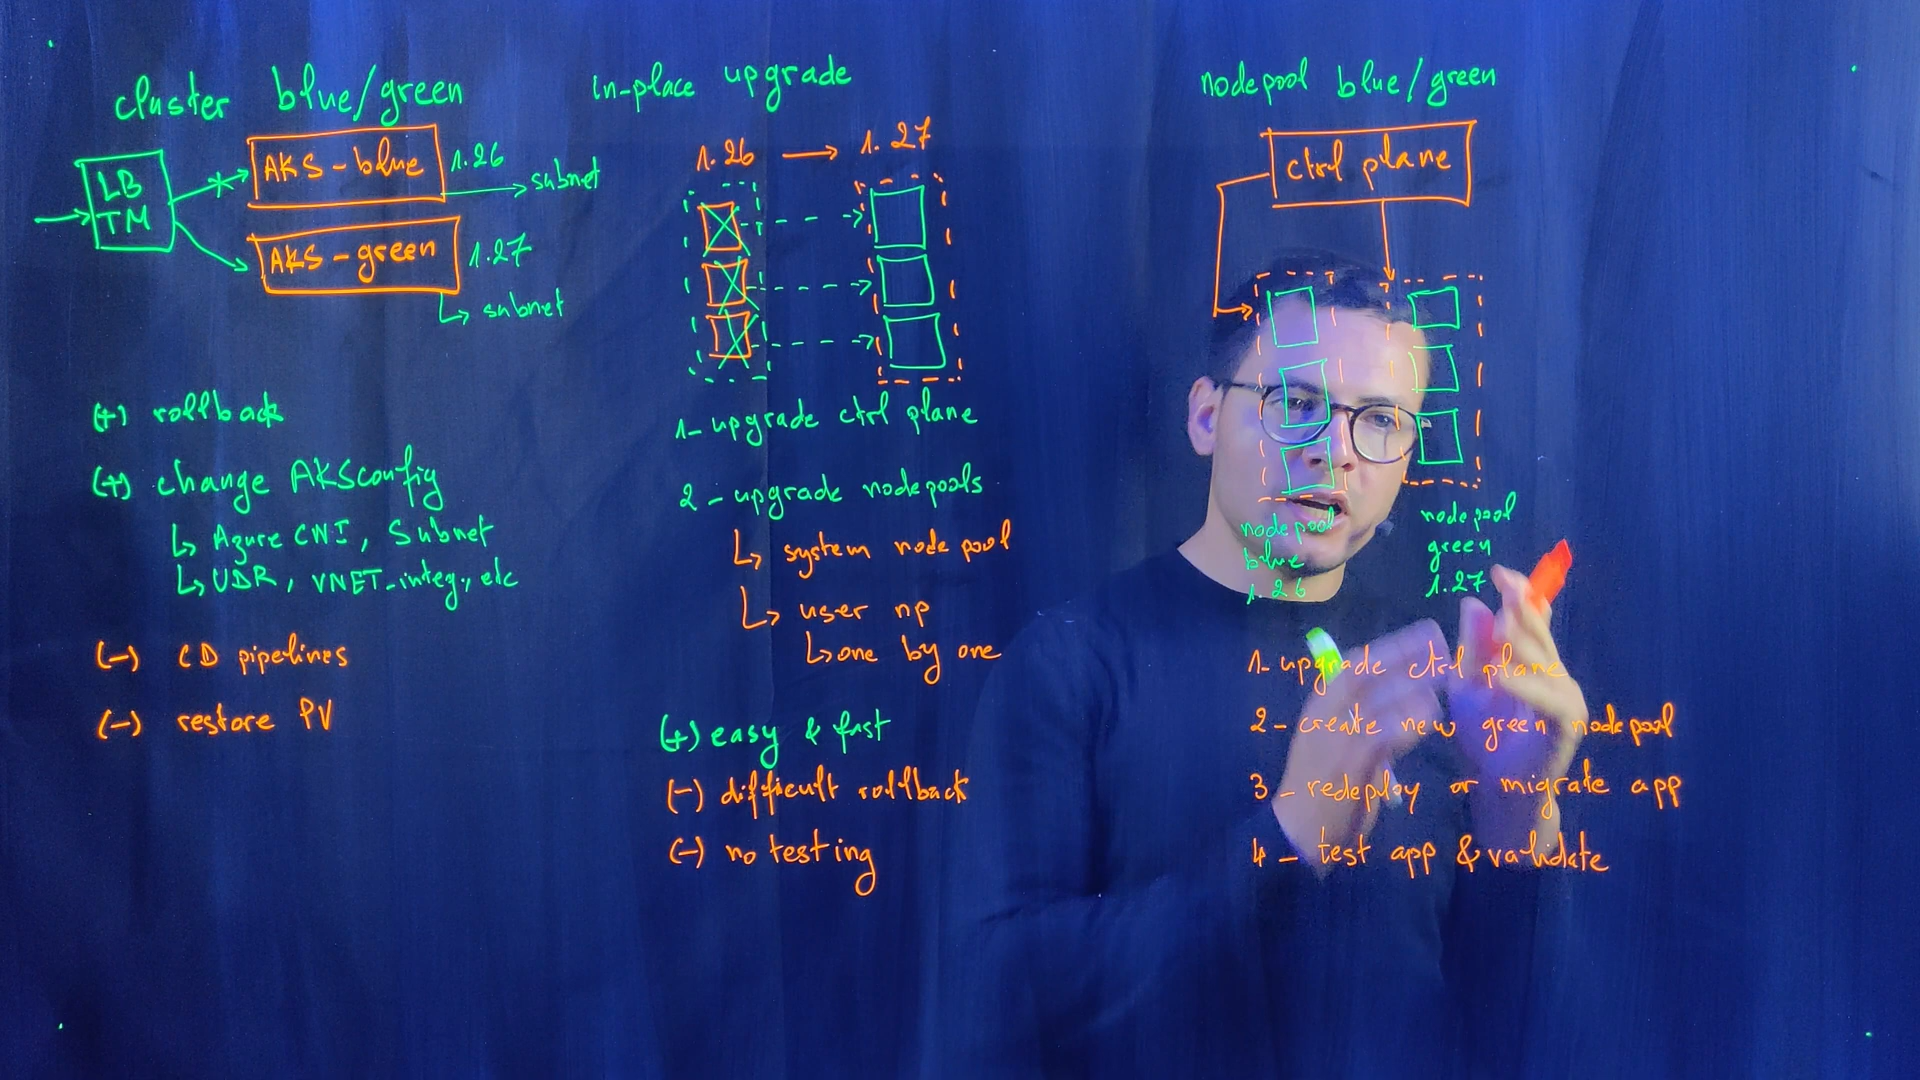 cluster blue/green
LB
TM
AKS-blue
1.26
subnet
AKS-green
1.27
subnet
(+) rollback
(+) change AKSconfig
Azure CNI, Subnet
UDR, VNET-integ, etc
(-) CD pipelines
(-) restore PV
in-place upgrade
1.26 → 1.27
1- upgrade ctrl plane
2- upgrade nodepools
system node pool
user np
one by one
(+) easy & fast
(-) difficult rollback
(-) no testing
nodepool blue/green
ctrl plane
nodepool
blue
1.26
nodepool
green
1.27
1- upgrade ctrl plane
2- create new green nodepool
3- redeploy or migrate app
4- test app & validate